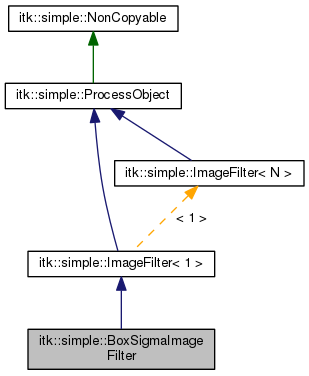 itk::simple::NonCopyable
itk::simple::ProcessObject
itk::simple::ImageFilter< N >
< 1 >
itk::simple::ImageFilter< 1 >
itk::simple::BoxSigmaImage
Filter